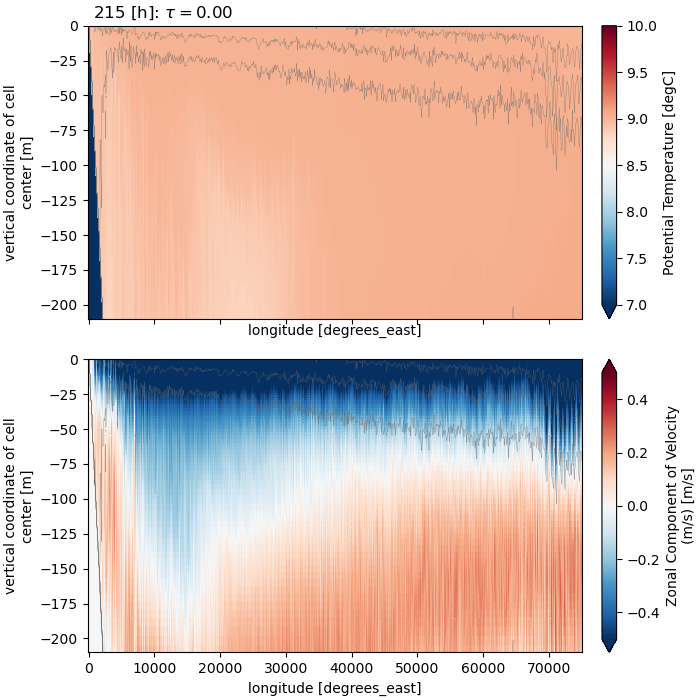 215 [h]: τ = 0.00
0
−25
−50
−75
−100
−125
−150
−175
−200
vertical coordinate of cell
center [m]
longitude [degrees_east]
10.0
9.5
9.0
8.5
8.0
7.5
7.0
Potential Temperature [degC]
0
−25
−50
−75
−100
−125
−150
−175
−200
vertical coordinate of cell
center [m]
0 10000 20000 30000 40000 50000 60000 70000
longitude [degrees_east]
0.4
0.2
0.0
−0.2
−0.4
Zonal Component of Velocity
(m/s) [m/s]